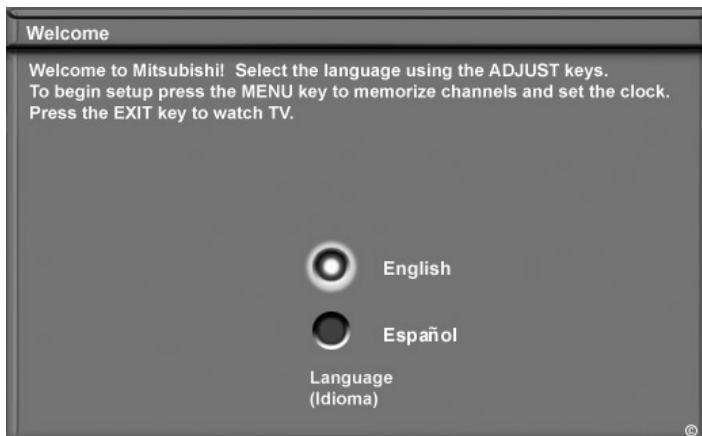 Welcome
Welcome to Mitsubishi!  Select the language using the ADJUST keys.
To begin setup press the MENU key to memorize channels and set the clock.
Press the EXIT key to watch TV.
English
Español
Language
(Idioma)
©